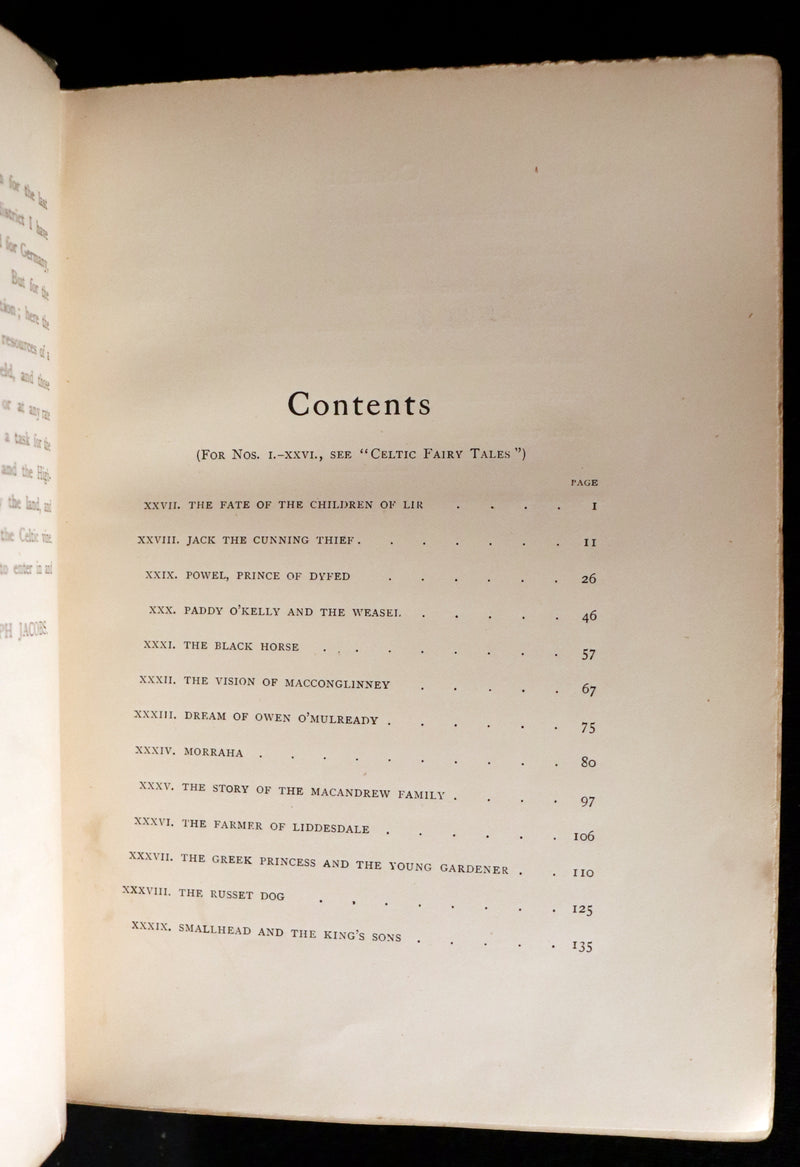 for the last
district I have
for Germany,
But for the
tion; here the
resources of a
eld, and those
or at any rate
a task for the
and the High-
the land, and
the Celtic vine
to enter in and
PH JACOBS.
Contents
(For Nos. I.-XXVI., SEE “CELTIC FAIRY TALES”)
PAGE
XXVII. THE FATE OF THE CHILDREN OF LIR . . . . 1
XXVIII. JACK THE CUNNING THIEF . . . . . . . 11
XXIX. POWEL, PRINCE OF DYFED . . . . . . 26
XXX. PADDY O'KELLY AND THE WEASEL . . . . . 46
XXXI. THE BLACK HORSE . . . . . . . . . 57
XXXII. THE VISION OF MACCONGLINNEY . . . . . 67
XXXIII. DREAM OF OWEN O'MULREADY . . . . . . 75
XXXIV. MORRAHA . . . . . . . . . . 80
XXXV. THE STORY OF THE MACANDREW FAMILY . . . . 97
XXXVI. THE FARMER OF LIDDESDALE . . . . . . 106
XXXVII. THE GREEK PRINCESS AND THE YOUNG GARDENER . . 110
XXXVIII. THE RUSSET DOG . . . . . . . . 125
XXXIX. SMALLHEAD AND THE KING'S SONS . . . . . 135